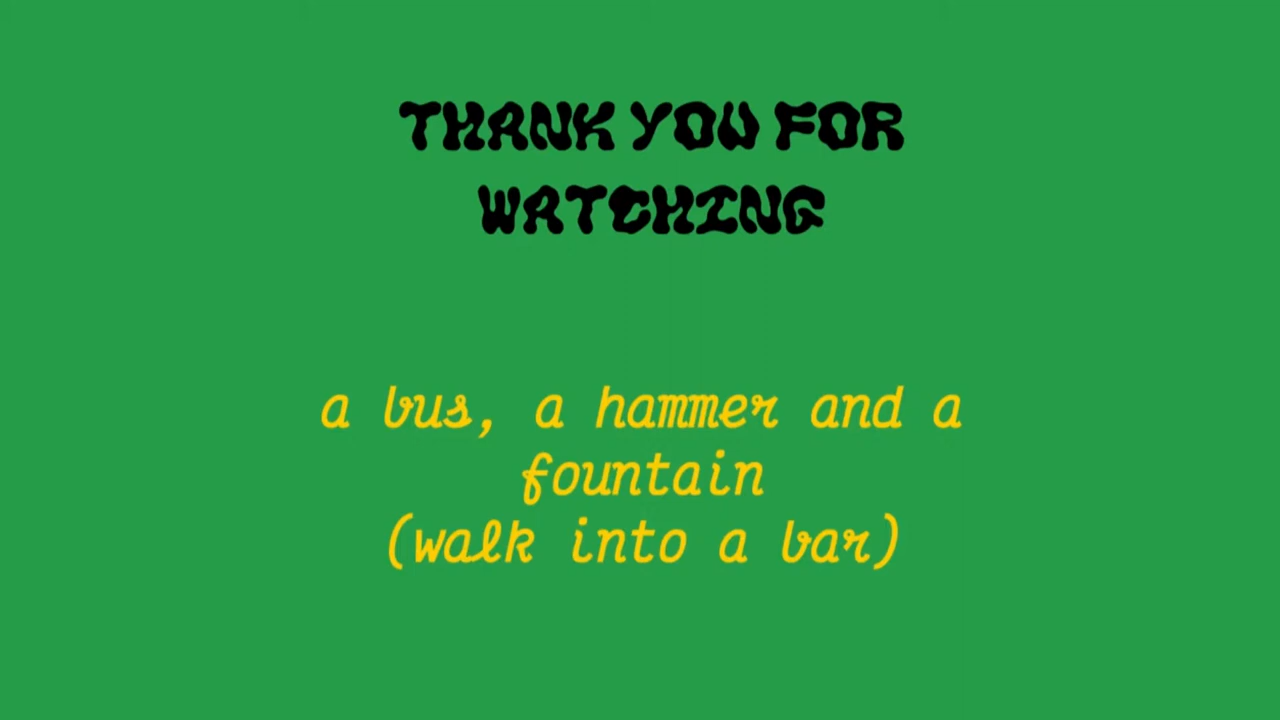 THANK YOU FOR
WATCHING
a bus, a hammer and a
fountain
(walk into a bar)